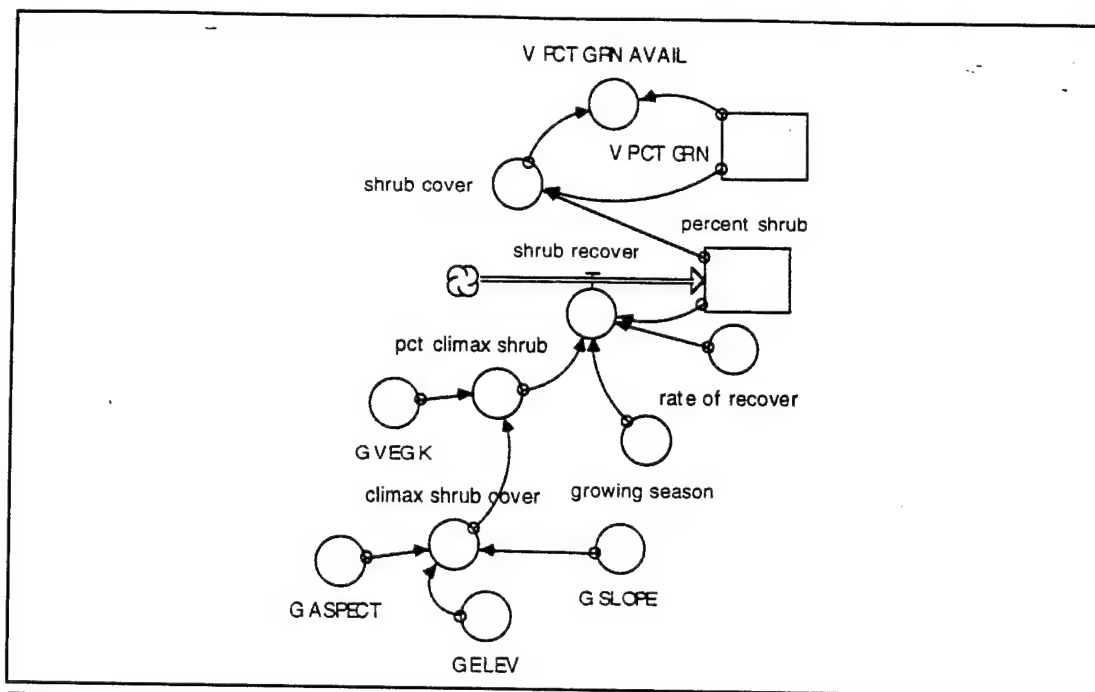 V PCT GRN AVAIL
V PCT GRN
shrub cover
percent shrub
shrub recover
pct climax shrub
rate of recover
G VEG K
climax shrub cover
growing season
G ASPECT
G SLOPE
G ELEV